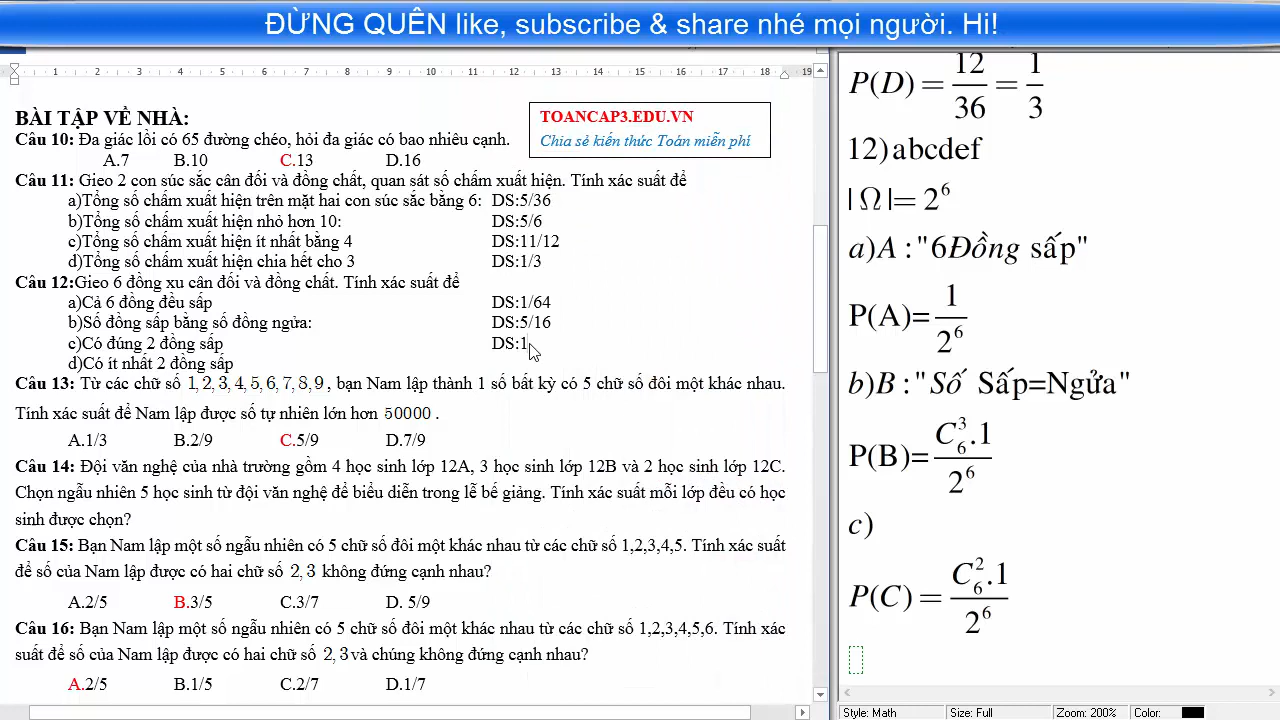 ĐỪNG QUÊN like, subscribe & share nhé mọi người. Hi!
1 2 3 4 5 6 7 8 9 10 11 12 13 14 15 16 17 18 19
BÀI TẬP VỀ NHÀ:
TOANCAP3.EDU.VN
Chia sẻ kiến thức Toán miễn phí
Câu 10: Đa giác lồi có 65 đường chéo, hỏi đa giác có bao nhiêu cạnh.
A.7 B.10 C.13 D.16
Câu 11: Gieo 2 con súc sắc cân đối và đồng chất, quan sát số chấm xuất hiện. Tính xác suất để
a)Tổng số chấm xuất hiện trên mặt hai con súc sắc bằng 6: DS:5/36
b)Tổng số chấm xuất hiện nhỏ hơn 10: DS:5/6
c)Tổng số chấm xuất hiện ít nhất bằng 4 DS:11/12
d)Tổng số chấm xuất hiện chia hết cho 3 DS:1/3
Câu 12:Gieo 6 đồng xu cân đối và đồng chất. Tính xác suất để
a)Cả 6 đồng đều sấp DS:1/64
b)Số đồng sấp bằng số đồng ngửa: DS:5/16
c)Có đúng 2 đồng sấp DS:1
d)Có ít nhất 2 đồng sấp
Câu 13: Từ các chữ số 1,2,3,4,5,6,7,8,9, bạn Nam lập thành 1 số bất kỳ có 5 chữ số đôi một khác nhau.
Tính xác suất để Nam lập được số tự nhiên lớn hơn 50000.
A.1/3 B.2/9 C.5/9 D.7/9
Câu 14: Đội văn nghệ của nhà trường gồm 4 học sinh lớp 12A, 3 học sinh lớp 12B và 2 học sinh lớp 12C.
Chọn ngẫu nhiên 5 học sinh từ đội văn nghệ để biểu diễn trong lễ bế giảng. Tính xác suất mỗi lớp đều có học
sinh được chọn?
Câu 15: Bạn Nam lập một số ngẫu nhiên có 5 chữ số đôi một khác nhau từ các chữ số 1,2,3,4,5. Tính xác suất
để số của Nam lập được có hai chữ số 2,3 không đứng cạnh nhau?
A.2/5 B.3/5 C.3/7 D. 5/9
Câu 16: Bạn Nam lập một số ngẫu nhiên có 5 chữ số đôi một khác nhau từ các chữ số 1,2,3,4,5,6. Tính xác
suất để số của Nam lập được có hai chữ số 2,3 và chúng không đứng cạnh nhau?
A.2/5 B.1/5 C.2/7 D.1/7
P(D) = 12/36 = 1/3
12)abcdef
|Ω|= 2^6
a)A :"6Đồng sấp"
P(A)= 1/2^6
b)B :"Số Sấp=Ngửa"
P(B)= C_6^3.1/2^6
c)
P(C) = C_6^2.1/2^6
Style: Math Size: Full Zoom: 200% Color: